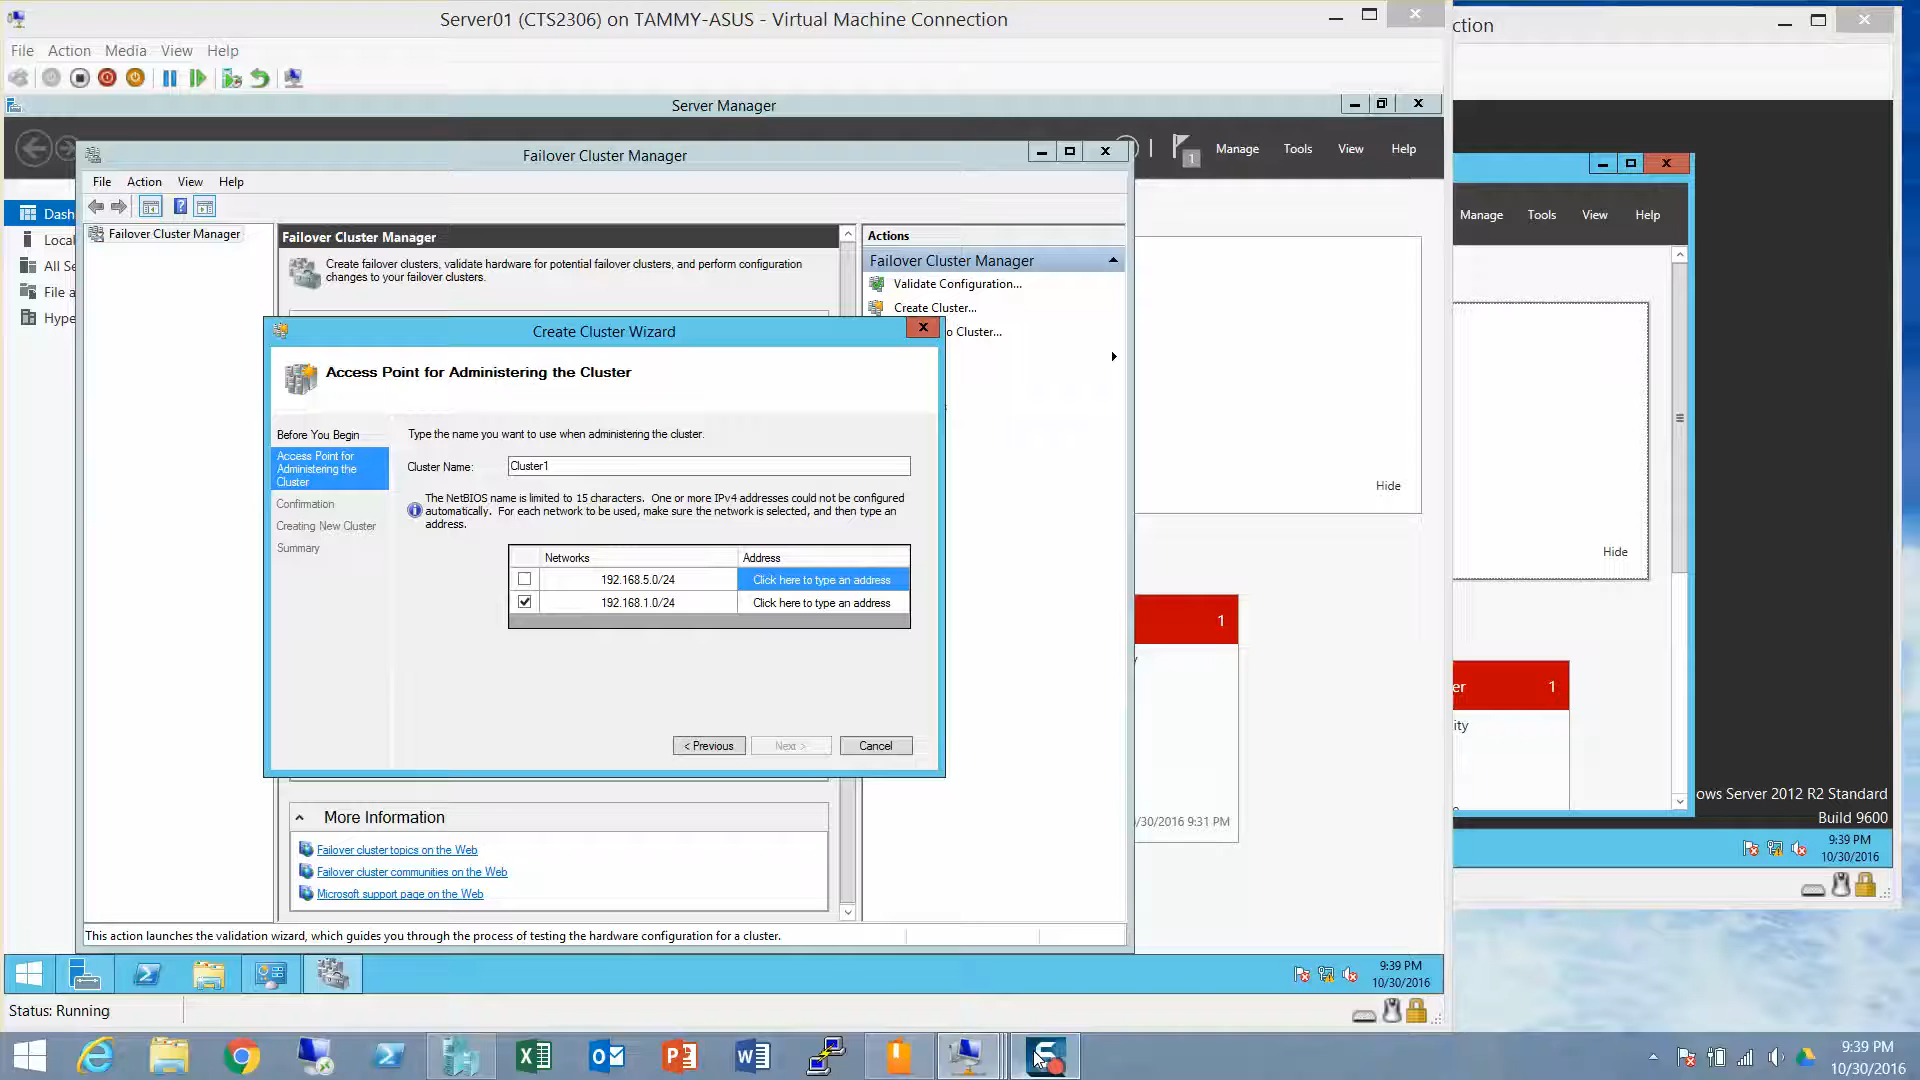 Server01 (CTS2306) on TAMMY-ASUS - Virtual Machine Connection
ction
File Action Media View Help
Server Manager
Manage Tools View Help
1
Failover Cluster Manager
File Action View Help
Dash
Loca
All Se
File a
Hype
Failover Cluster Manager
Failover Cluster Manager
Create failover clusters, validate hardware for potential failover clusters, and perform configuration
changes to your failover clusters.
Actions
Failover Cluster Manager
Validate Configuration...
Create Cluster...
o Cluster...
Create Cluster Wizard
Access Point for Administering the Cluster
Before You Begin
Access Point for
Administering the
Cluster
Confirmation
Creating New Cluster
Summary
Type the name you want to use when administering the cluster.
Cluster Name: Cluster1
The NetBIOS name is limited to 15 characters. One or more IPv4 addresses could not be configured
automatically. For each network to be used, make sure the network is selected, and then type an
address.
Networks Address
192.168.5.0/24 Click here to type an address
192.168.1.0/24 Click here to type an address
< Previous Next > Cancel
More Information
Failover cluster topics on the Web
Failover cluster communities on the Web
Microsoft support page on the Web
This action launches the validation wizard, which guides you through the process of testing the hardware configuration for a cluster.
Hide
1
/30/2016 9:31 PM
9:39 PM
10/30/2016
Status: Running
Manage Tools View Help
Hide
er 1
ity
ows Server 2012 R2 Standard
Build 9600
9:39 PM
10/30/2016
9:39 PM
10/30/2016